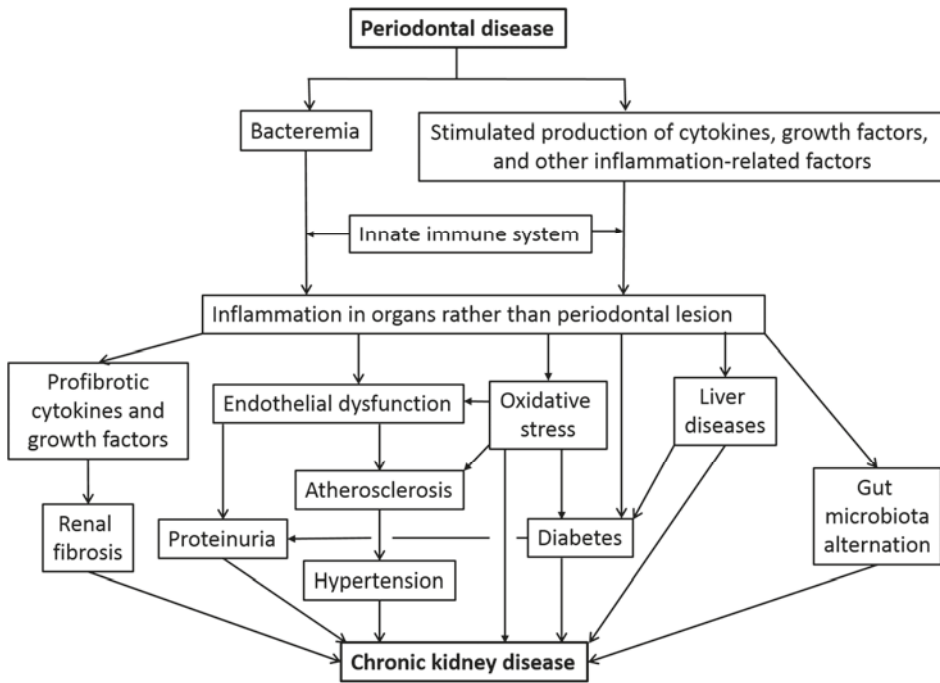 Periodontal disease
Bacteremia
Stimulated production of cytokines, growth factors,
and other inflammation-related factors
Innate immune system
Inflammation in organs rather than periodontal lesion
Profibrotic
cytokines and
growth factors
Endothelial dysfunction
Oxidative
stress
Liver
diseases
Atherosclerosis
Gut
microbiota
alternation
Renal
fibrosis
Proteinuria
Diabetes
Hypertension
Chronic kidney disease